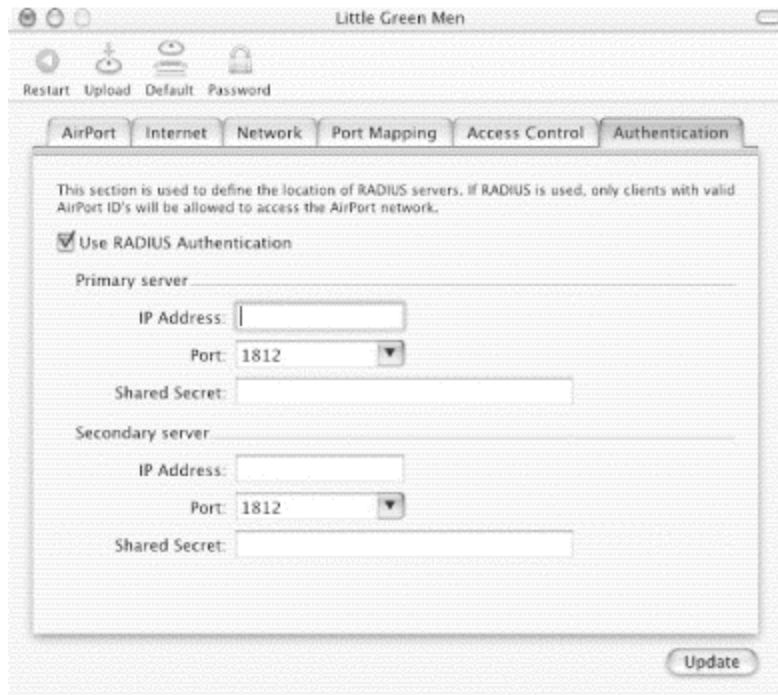 Little Green Men
Restart Upload Default Password
AirPort Internet Network Port Mapping Access Control Authentication
This section is used to define the location of RADIUS servers. If RADIUS is used, only clients with valid
AirPort ID's will be allowed to access the AirPort network.
Use RADIUS Authentication
Primary server
IP Address:
Port: 1812
Shared Secret:
Secondary server
IP Address:
Port: 1812
Shared Secret:
Update